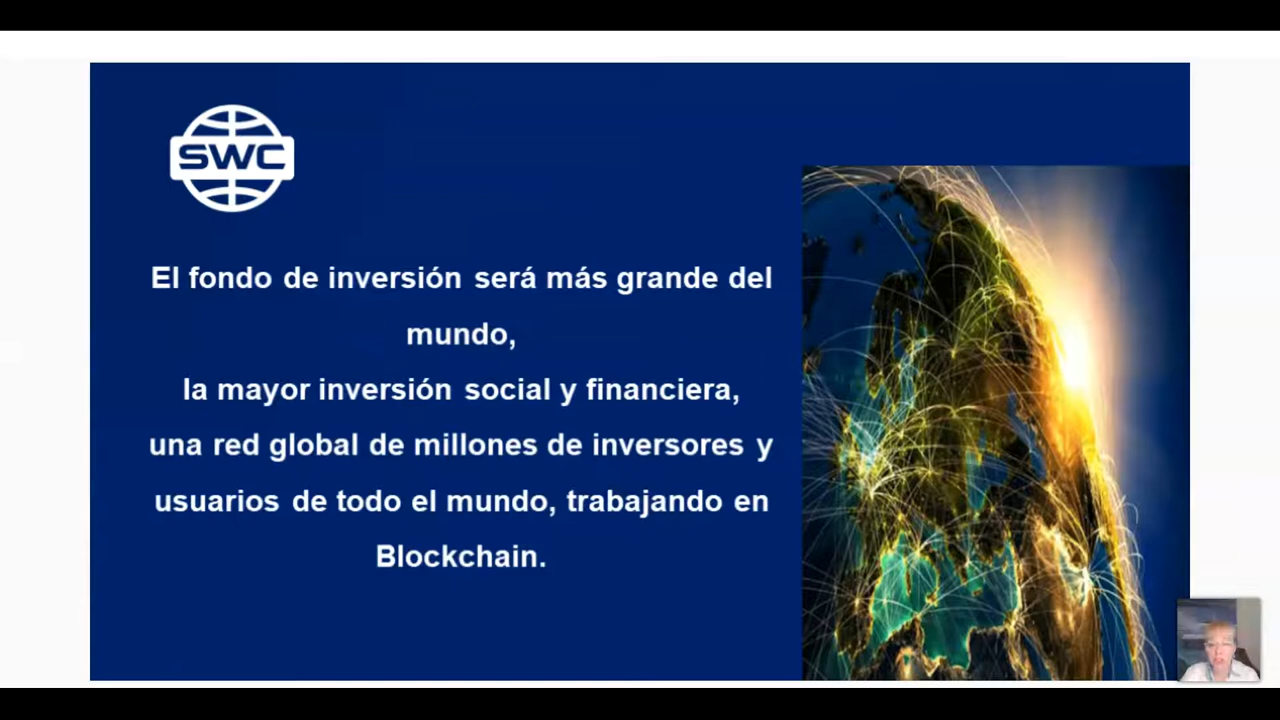 SWC
El fondo de inversión será más grande del
mundo,
la mayor inversión social y financiera,
una red global de millones de inversores y
usuarios de todo el mundo, trabajando en
Blockchain.